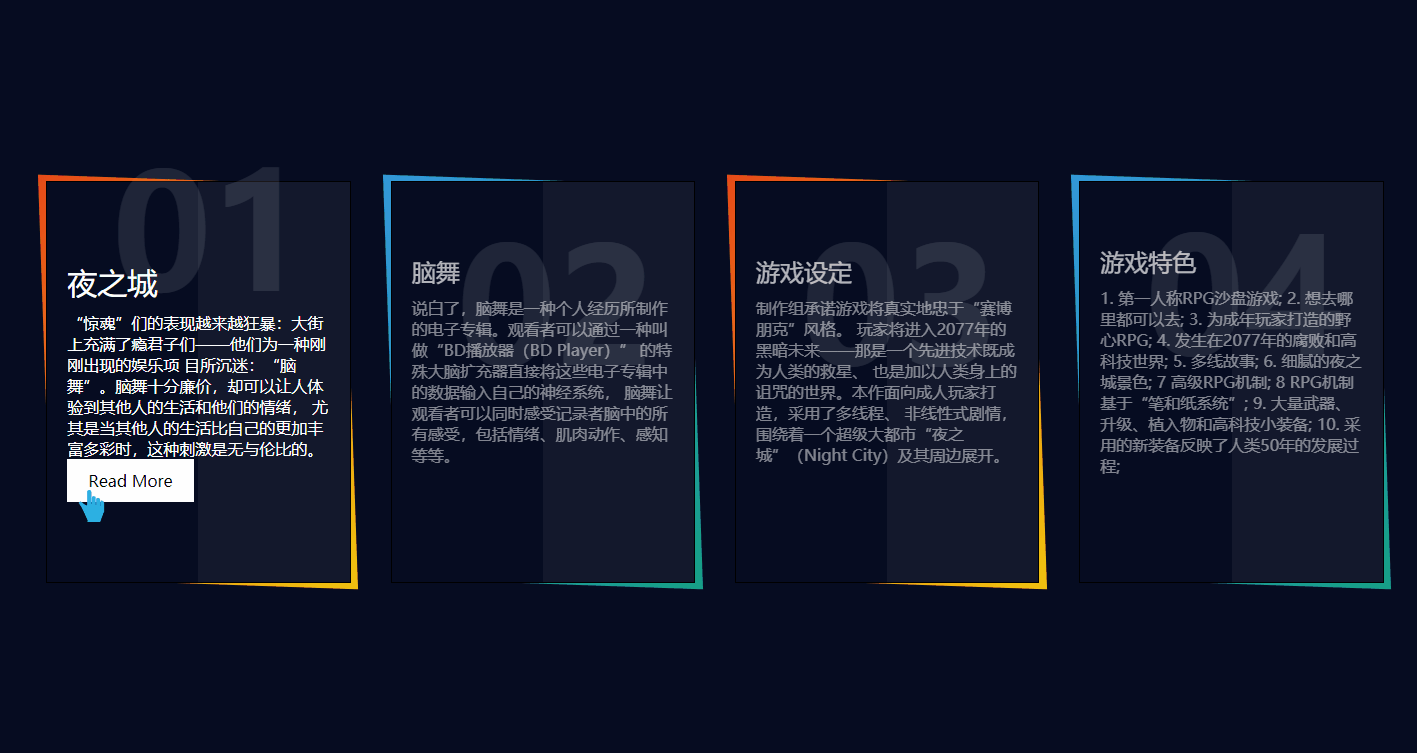 01
夜之城
“惊魂”们的表现越来越狂暴：大街
上充满了瘾君子们——他们为一种刚
刚出现的娱乐项 目所沉迷：“脑
舞”。脑舞十分廉价，却可以让人体
验到其他人的生活和他们的情绪， 尤
其是当其他人的生活比自己的更加丰
富多彩时，这种刺激是无与伦比的。
Read More
02
脑舞
说白了，脑舞是一种个人经历所制作
的电子专辑。观看者可以通过一种叫
做“BD播放器（BD Player）” 的特
殊大脑扩充器直接将这些电子专辑中
的数据输入自己的神经系统， 脑舞让
观看者可以同时感受记录者脑中的所
有感受，包括情绪、肌肉动作、感知
等等。
03
游戏设定
制作组承诺游戏将真实地忠于“赛博
朋克”风格。 玩家将进入2077年的
黑暗未来——那是一个先进技术既成
为人类的救星、 也是加以人类身上的
诅咒的世界。本作面向成人玩家打
造，采用了多线程、 非线性式剧情，
围绕着一个超级大都市“夜之
城”（Night City）及其周边展开。
04
游戏特色
1. 第一人称RPG沙盘游戏; 2. 想去哪
里都可以去; 3. 为成年玩家打造的野
心RPG; 4. 发生在2077年的腐败和高
科技世界; 5. 多线故事; 6. 细腻的夜之
城景色; 7 高级RPG机制; 8 RPG机制
基于“笔和纸系统”; 9. 大量武器、
升级、植入物和高科技小装备; 10. 采
用的新装备反映了人类50年的发展过
程;